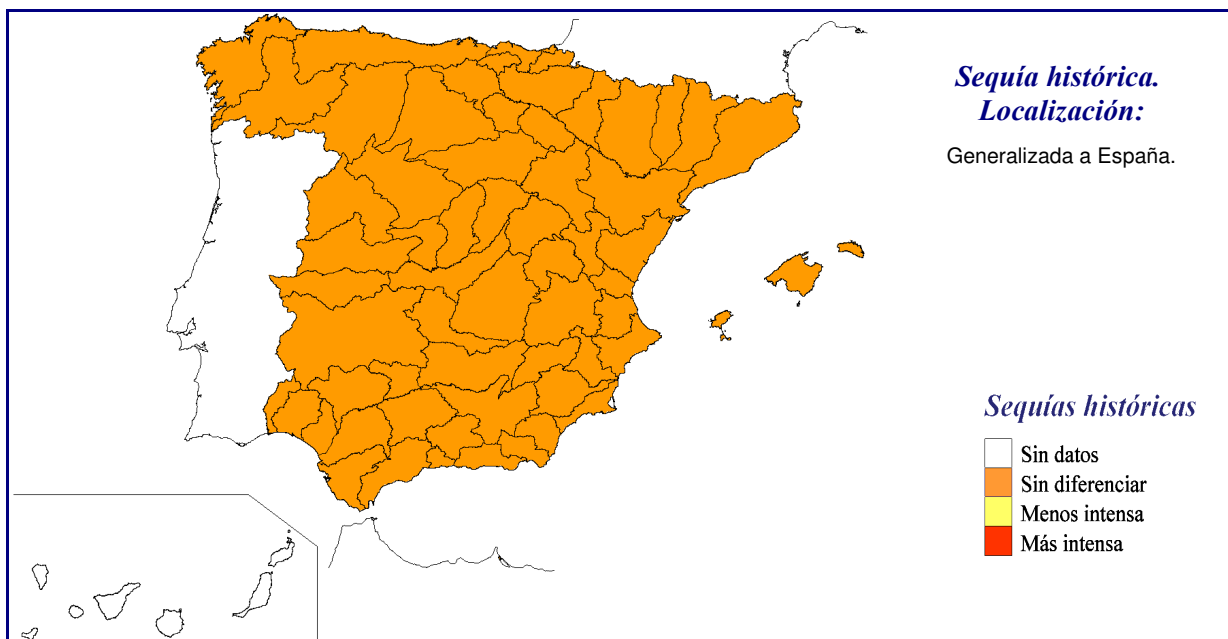 Sequía histórica.
Localización:
Generalizada a España.
Sequías históricas
Sin datos
Sin diferenciar
Menos intensa
Más intensa